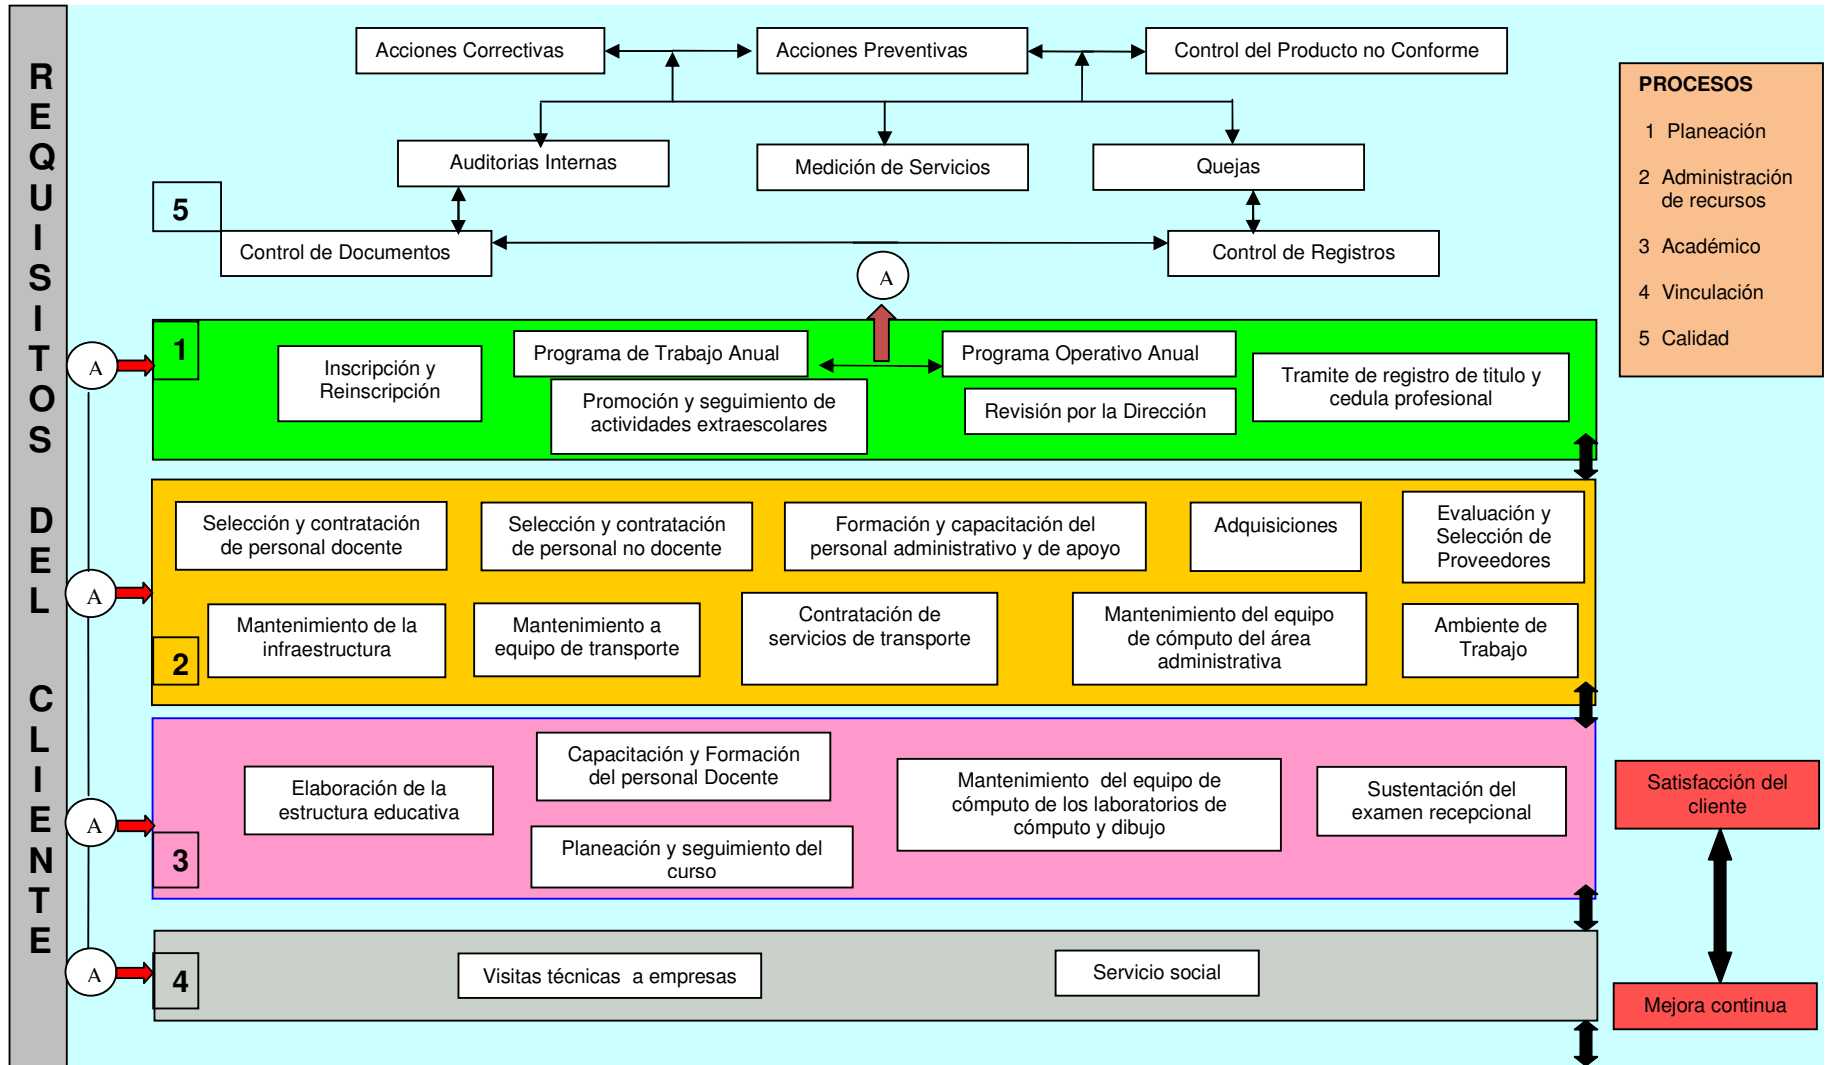 REQUISITOS DEL CLIENTE
Acciones Correctivas
Acciones Preventivas
Control del Producto no Conforme
Auditorias Internas
Medición de Servicios
Quejas
5
Control de Documentos
Control de Registros
A
PROCESOS
1 Planeación
2 Administración
de recursos
3 Académico
4 Vinculación
5 Calidad
A
1
Inscripción y
Reinscripción
Programa de Trabajo Anual
Programa Operativo Anual
Promoción y seguimiento de
actividades extraescolares
Revisión por la Dirección
Tramite de registro de titulo y
cedula profesional
A
2
Selección y contratación
de personal docente
Selección y contratación
de personal no docente
Formación y capacitación del
personal administrativo y de apoyo
Adquisiciones
Evaluación y
Selección de
Proveedores
Mantenimiento de la
infraestructura
Mantenimiento a
equipo de transporte
Contratación de
servicios de transporte
Mantenimiento del equipo
de cómputo del área
administrativa
Ambiente de
Trabajo
A
3
Elaboración de la
estructura educativa
Capacitación y Formación
del personal Docente
Planeación y seguimiento del
curso
Mantenimiento del equipo de
cómputo de los laboratorios de
cómputo y dibujo
Sustentación del
examen recepcional
A
4
Visitas técnicas a empresas
Servicio social
Satisfacción del
cliente
Mejora continua